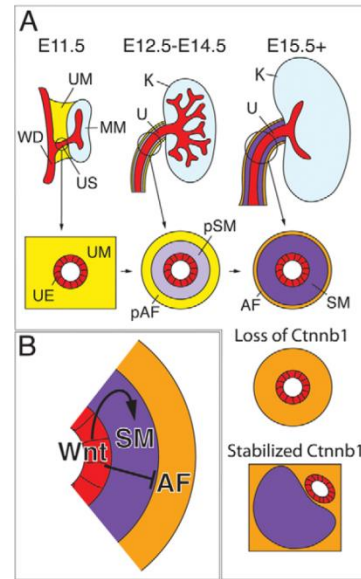 A
E11.5
E12.5-E14.5
E15.5+
UM
K
K
WD
MM
U
U
US
UM
pSM
UE
pAF
AF
SM
B
Wnt
SM
AF
Loss of Ctnnb1
Stabilized Ctnnb1